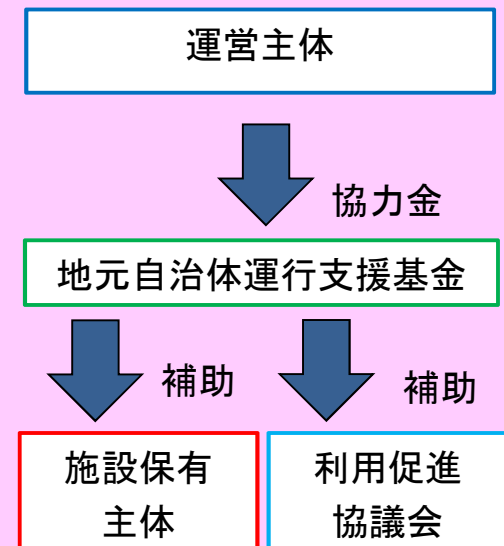 運営主体
協力金
地元自治体運行支援基金
補助
補助
施設保有
主体
利用促進
協議会